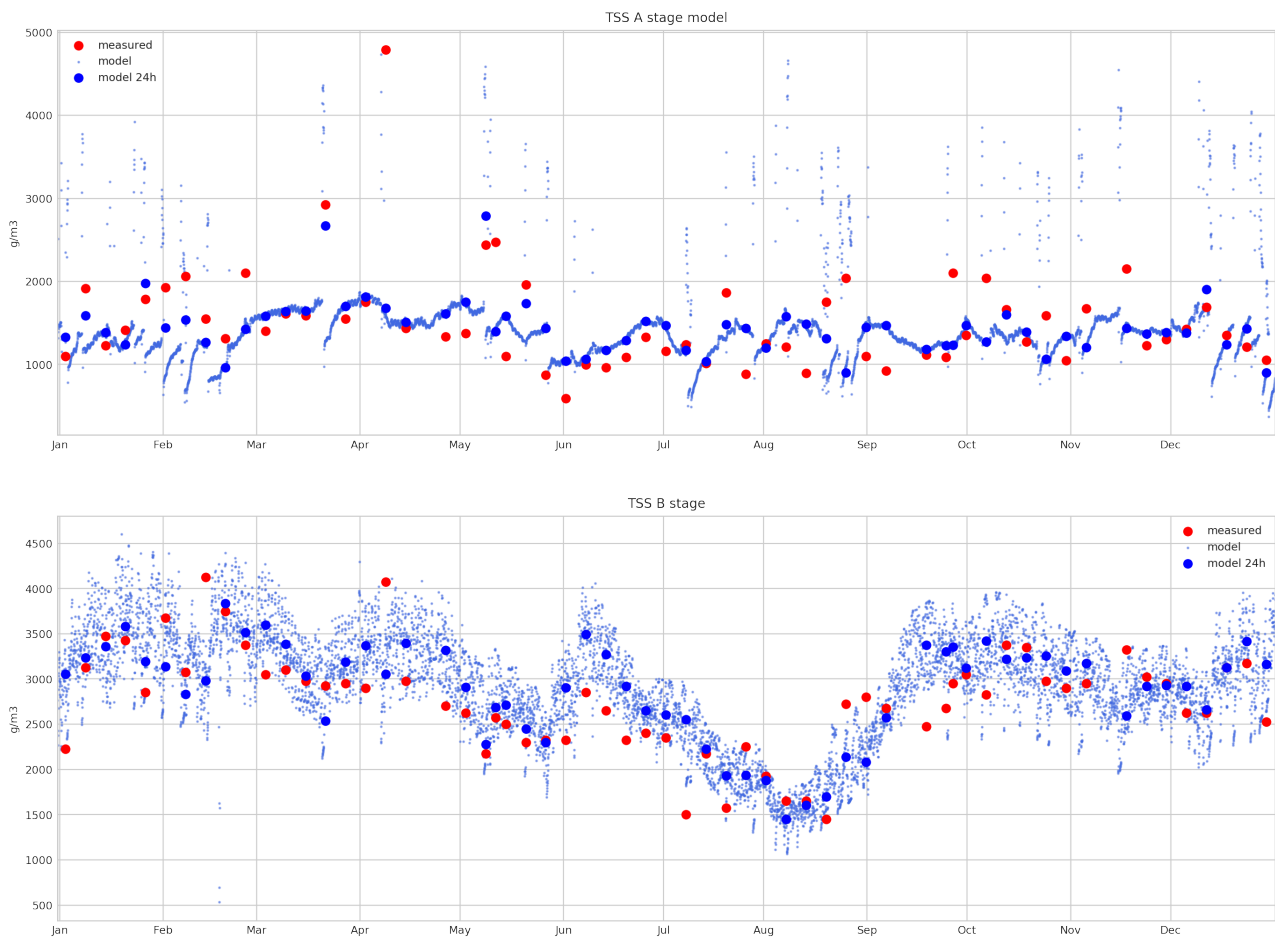 TSS A stage model
5000
4000
3000
2000
1000
g/m3
measured
model
model 24h
Jan Feb Mar Apr May Jun Jul Aug Sep Oct Nov Dec
TSS B stage
4500
4000
3500
3000
2500
2000
1500
1000
500
g/m3
measured
model
model 24h
Jan Feb Mar Apr May Jun Jul Aug Sep Oct Nov Dec